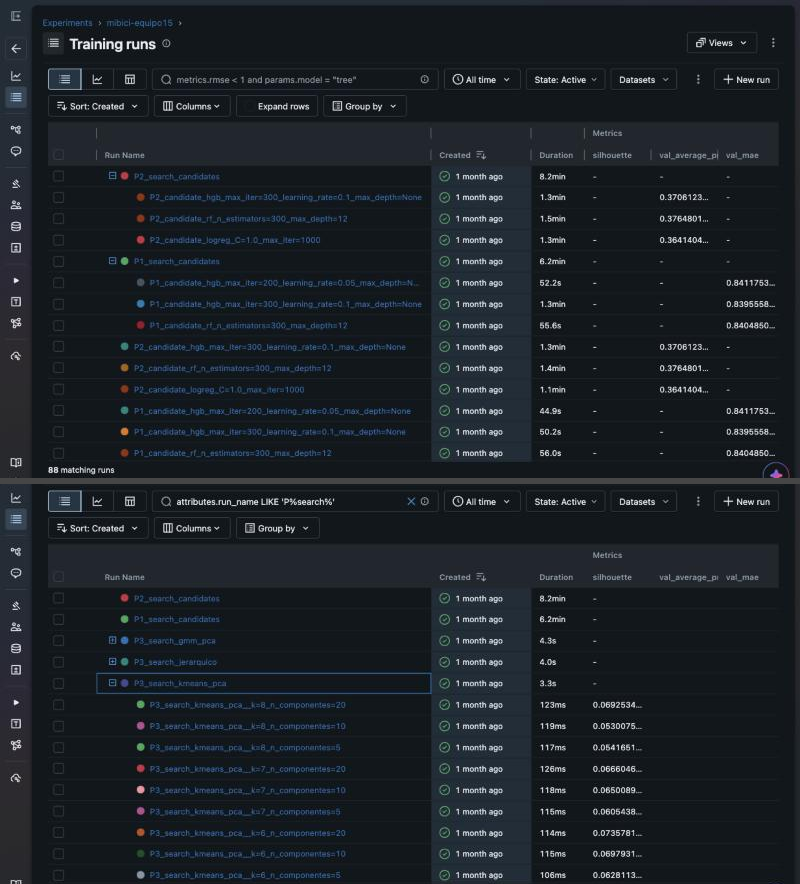 Experiments > mibici-equipo15 >
Training runs
Views
metrics.rmse < 1 and params.model = "tree"
All time
State: Active
Datasets
New run
Sort: Created
Columns
Expand rows
Group by
Metrics
Run Name Created Duration silhouette val_average_p val_mae
P2_search_candidates 1 month ago 8.2min - - -
P2_candidate_hgb_max_iter=300_learning_rate=0.1_max_depth=None 1 month ago 1.3min - 0.3706123... -
P2_candidate_rf_n_estimators=300_max_depth=12 1 month ago 1.5min - 0.3764801... -
P2_candidate_logreg_C=1.0_max_iter=1000 1 month ago 1.3min - 0.3641404... -
P1_search_candidates 1 month ago 6.2min - - -
P1_candidate_hgb_max_iter=200_learning_rate=0.05_max_depth=N... 1 month ago 52.2s - - 0.8411753...
P1_candidate_hgb_max_iter=300_learning_rate=0.1_max_depth=None 1 month ago 1.3min - - 0.8395558...
P1_candidate_rf_n_estimators=300_max_depth=12 1 month ago 55.6s - - 0.8404850...
P2_candidate_hgb_max_iter=300_learning_rate=0.1_max_depth=None 1 month ago 1.3min - 0.3706123... -
P2_candidate_rf_n_estimators=300_max_depth=12 1 month ago 1.4min - 0.3764801... -
P2_candidate_logreg_C=1.0_max_iter=1000 1 month ago 1.1min - 0.3641404... -
P1_candidate_hgb_max_iter=200_learning_rate=0.05_max_depth=None 1 month ago 44.9s - - 0.8411753...
P1_candidate_hgb_max_iter=300_learning_rate=0.1_max_depth=None 1 month ago 50.2s - - 0.8395558...
P1_candidate_rf_n_estimators=300_max_depth=12 1 month ago 56.0s - - 0.8404850...
88 matching runs
attributes.run_name LIKE 'P%search%'
All time
State: Active
Datasets
New run
Sort: Created
Columns
Group by
Metrics
Run Name Created Duration silhouette val_average_p val_mae
P2_search_candidates 1 month ago 8.2min -
P1_search_candidates 1 month ago 6.2min -
P3_search_gmm_pca 1 month ago 4.3s -
P3_search_jerarquico 1 month ago 4.0s -
P3_search_kmeans_pca 1 month ago 3.3s -
P3_search_kmeans_pca__k=8_n_componentes=20 1 month ago 123ms 0.0692534...
P3_search_kmeans_pca__k=8_n_componentes=10 1 month ago 119ms 0.0530075...
P3_search_kmeans_pca__k=8_n_componentes=5 1 month ago 117ms 0.0541651...
P3_search_kmeans_pca__k=7_n_componentes=20 1 month ago 126ms 0.0666046...
P3_search_kmeans_pca__k=7_n_componentes=10 1 month ago 118ms 0.0650089...
P3_search_kmeans_pca__k=7_n_componentes=5 1 month ago 115ms 0.0605438...
P3_search_kmeans_pca__k=6_n_componentes=20 1 month ago 114ms 0.0735781...
P3_search_kmeans_pca__k=6_n_componentes=10 1 month ago 115ms 0.0697931...
P3_search_kmeans_pca__k=6_n_componentes=5 1 month ago 106ms 0.0628113...